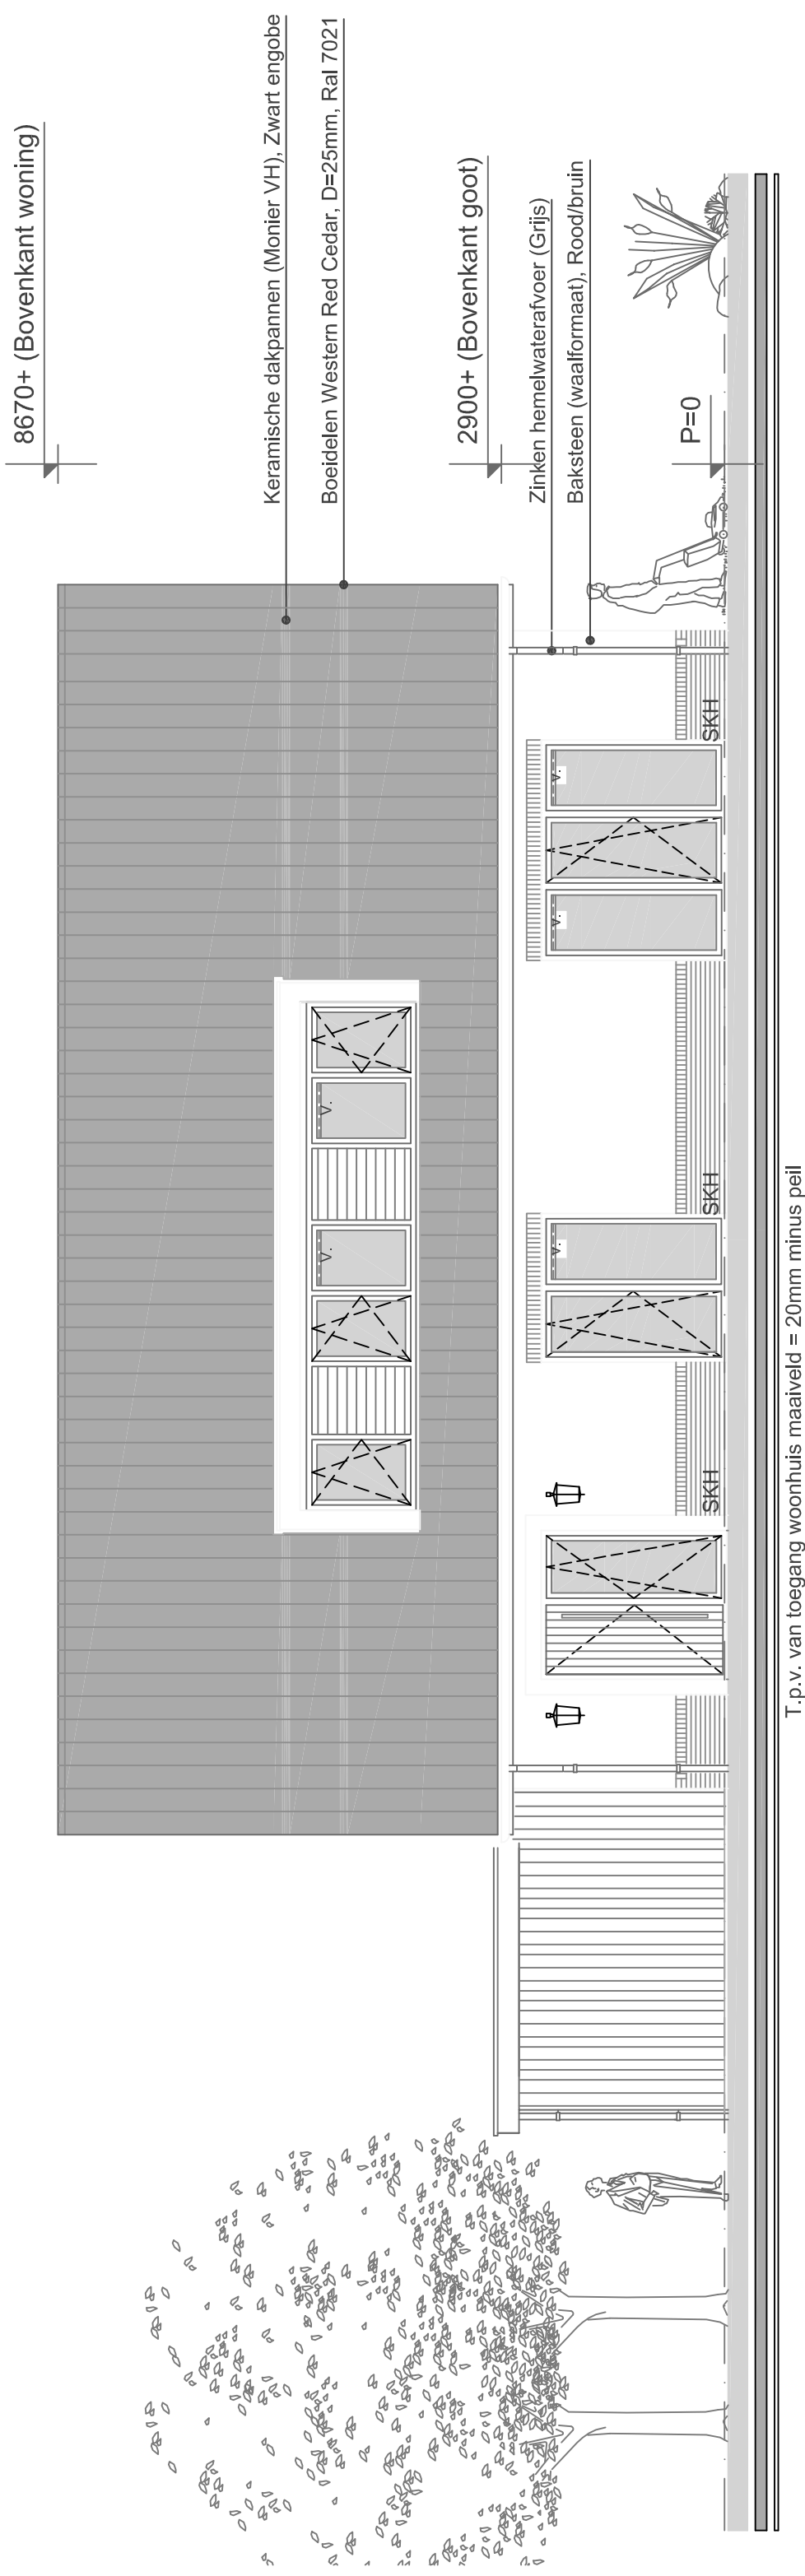 8670+ (Bovenkant woning)
Keramische dakpannen (Monier VH), Zwart engobe
Boeidelen Western Red Cedar, D=25mm, Ral 7021
2900+ (Bovenkant goot)
Zinken hemelwaterafvoer (Grijs)
Baksteen (waalformaat), Rood/bruin
P=0
V.
V.
V.
V.
V.
SKH
SKH
SKH
T.p.v. van toegang woonhuis maaiveld = 20mm minus peil